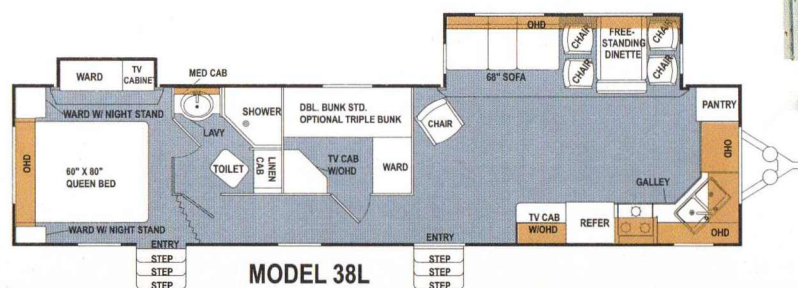 OHD
CHAIR
FREE-
STANDING
DINETTE
CHAIR
CHAIR
CHAIR
68" SOFA
WARD
TV
CABINET
MED CAB
WARD W/ NIGHT STAND
LAVY
SHOWER
DBL. BUNK STD.
OPTIONAL TRIPLE BUNK
CHAIR
PANTRY
OHD
OHD
60" X 80"
QUEEN BED
TOILET
LINEN
CAB
TV CAB
W/OHD
WARD
GALLEY
TV CAB
W/OHD
REFER
OHD
WARD W/ NIGHT STAND
ENTRY
STEP
STEP
STEP
MODEL 38L
ENTRY
STEP
STEP
STEP